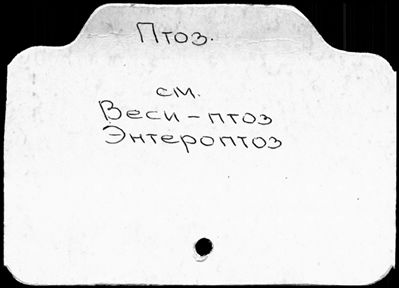 Птоз.
см.
Веси - птоз
Энтероптоз